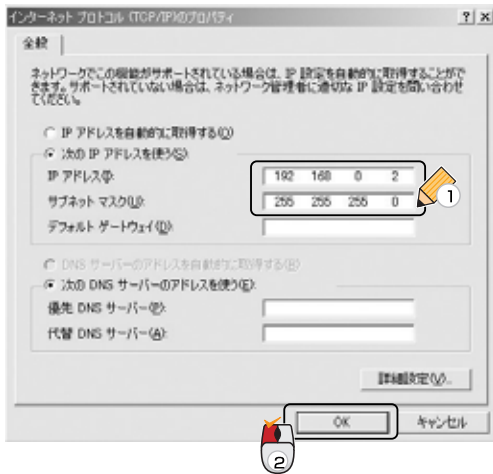 インターネット プロトコル (TCP/IP)のプロパティ
? ×
全般
ネットワークでこの機能がサポートされている場合は、IP 設定を自動的に取得することがで
きます。サポートされていない場合は、ネットワーク管理者に適切な IP 設定を問い合わせ
てください。
IP アドレスを自動的に取得する(O)
次の IP アドレスを使う(S):
IP アドレス(I):
192 168 0 2
サブネット マスク(U):
255 255 255 0
1
デフォルト ゲートウェイ(D):
DNS サーバーのアドレスを自動的に取得する(B)
次の DNS サーバーのアドレスを使う(E):
優先 DNS サーバー(P):
代替 DNS サーバー(A):
詳細設定(V)...
OK
キャンセル
2